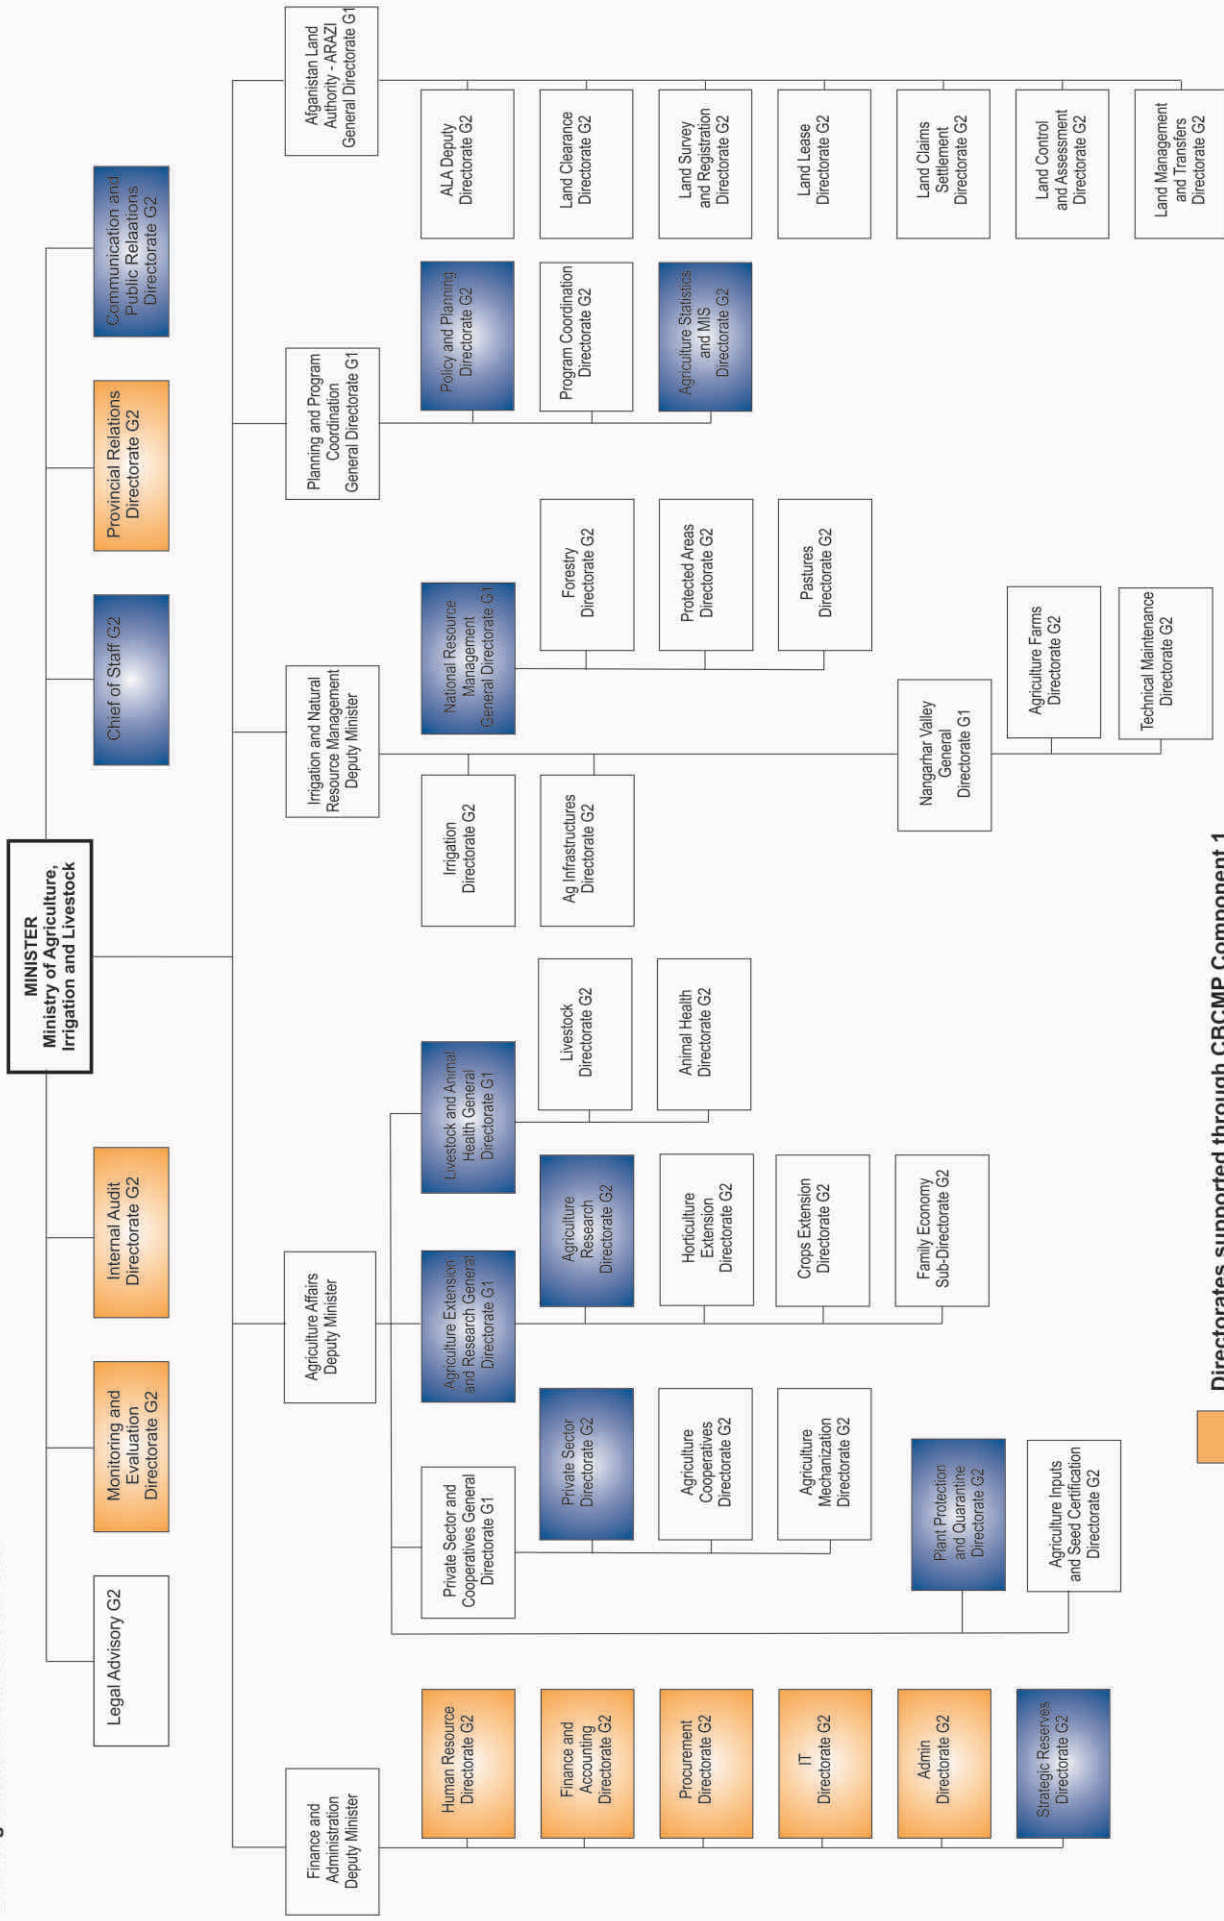 MINISTER
Ministry of Agriculture,
Irrigation and Livestock
Legal Advisory G2
Monitoring and
Evaluation
Directorate G2
Internal Audit
Directorate G2
Chief of Staff G2
Provincial Relations
Directorate G2
Communication and
Public Relaations
Directorate G2
Finance and
Administration
Deputy Minister
Agriculture Affairs
Deputy Minister
Irrigation and Natural
Resource Management
Deputy Minister
Planning and Program
Coordination
General Directorate G1
Afganistan Land
Authority - ARAZI
General Directorate G1
Human Resource
Directorate G2
Finance and
Accounting
Directorate G2
Procurement
Directorate G2
IT
Directorate G2
Admin
Directorate G2
Strategic Reserves
Directorate G2
Private Sector and
Cooperatives General
Directorate G1
Private Sector
Directorate G2
Agriculture
Cooperatives
Directorate G2
Agriculture
Mechanization
Directorate G2
Plant Protection
and Quarantine
Directorate G2
Agriculture Inputs
and Seed Certification
Directorate G2
Agriculture Extension
and Research General
Directorate G1
Agriculture
Research
Directorate G2
Horticulture
Extension
Directorate G2
Crops Extension
Directorate G2
Family Economy
Sub-Directorate G2
Livestock and Animal
Health General
Directorate G1
Livestock
Directorate G2
Animal Health
Directorate G2
Irrigation
Directorate G2
Ag Infrastructures
Directorate G2
National Resource
Management
General Directorate G1
Forestry
Directorate G2
Protected Areas
Directorate G2
Pastures
Directorate G2
Nangarhar Valley
General
Directorate G1
Agriculture Farms
Directorate G2
Technical Maintenance
Directorate G2
Policy and Planning
Directorate G2
Program Coordination
Directorate G2
Agriculture Statistics
and MIS
Directorate G2
ALA Deputy
Directorate G2
Land Clearance
Directorate G2
Land Survey
and Registration
Directorate G2
Land Lease
Directorate G2
Land Claims
Settlement
Directorate G2
Land Control
and Assessment
Directorate G2
Land Management
and Transfers
Directorate G2
Directorates supported through CBCMP Component 1